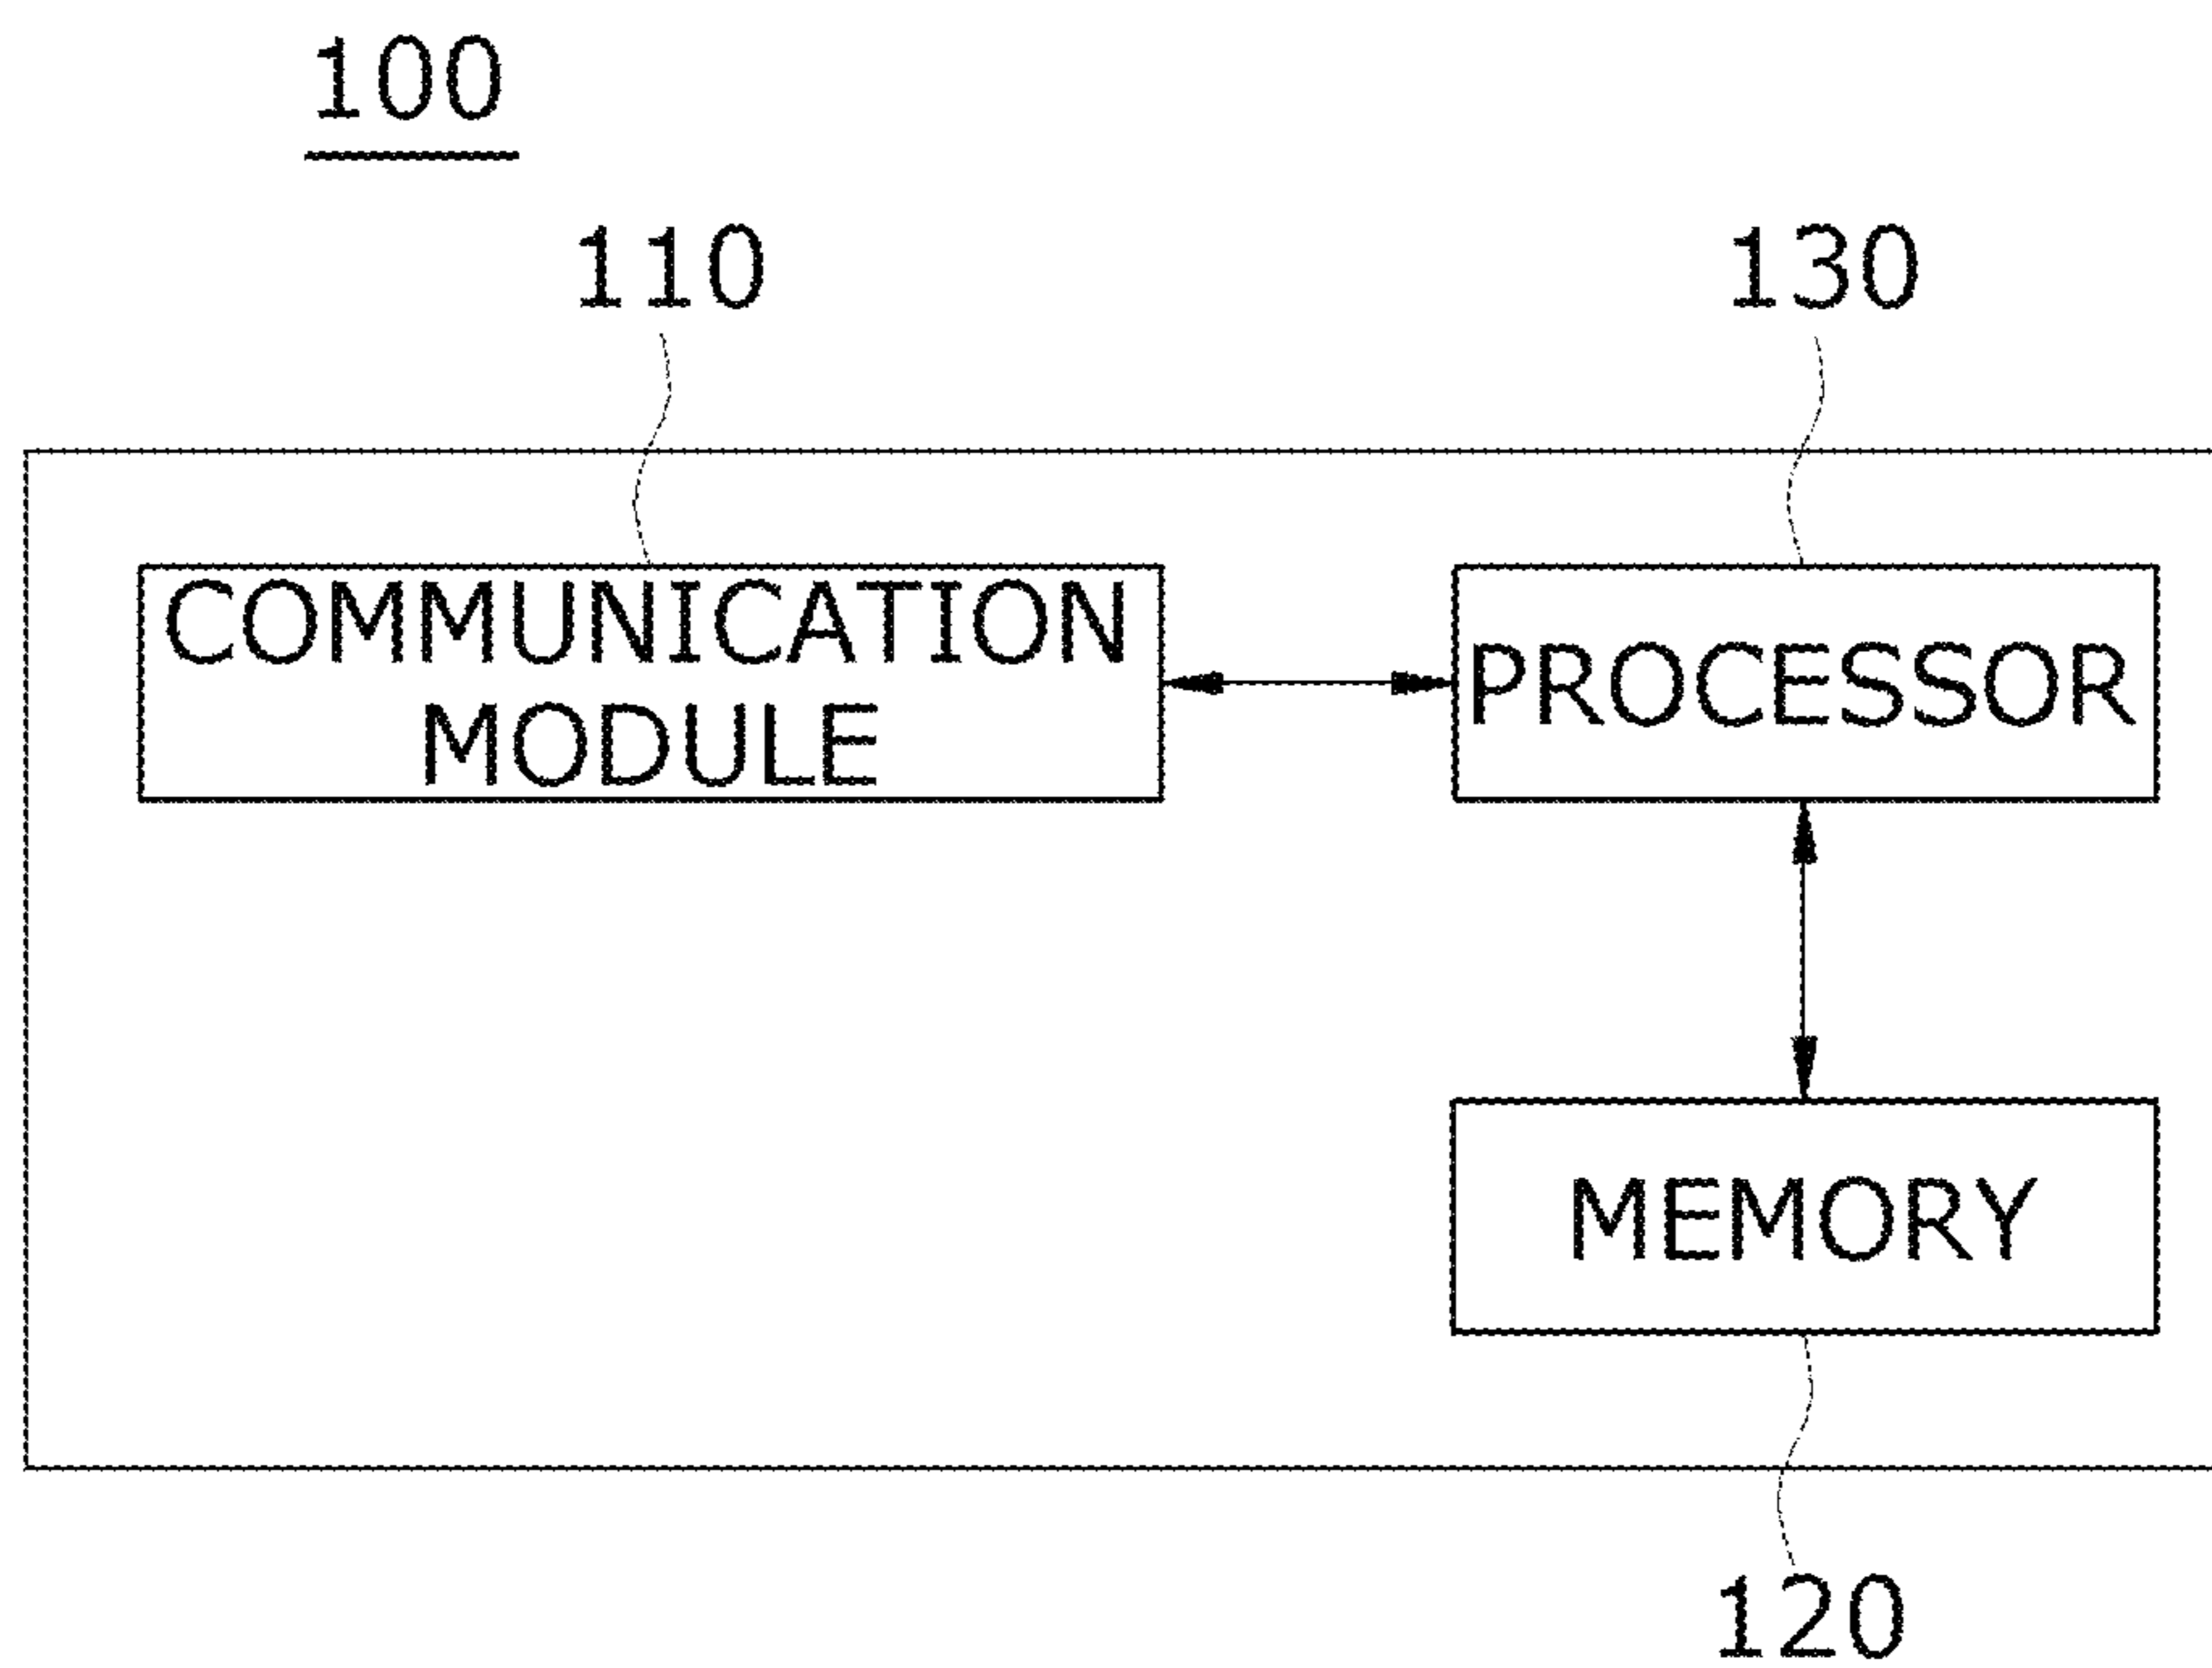 100
110
130
COMMUNICATION
MODULE
PROCESSOR
MEMORY
120